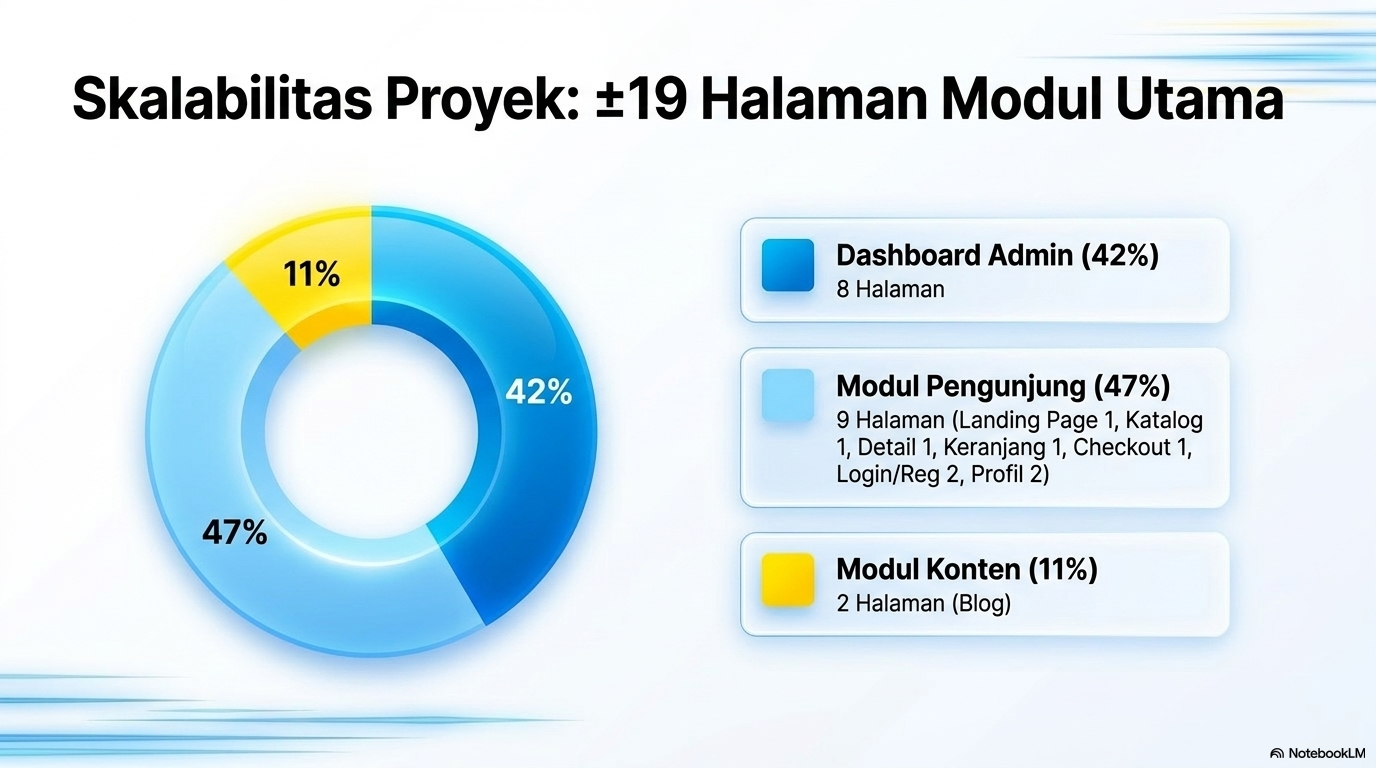 Skalabilitas Proyek: ±19 Halaman Modul Utama
11%
42%
47%
Dashboard Admin (42%)
8 Halaman
Modul Pengunjung (47%)
9 Halaman (Landing Page 1, Katalog
1, Detail 1, Keranjang 1, Checkout 1,
Login/Reg 2, Profil 2)
Modul Konten (11%)
2 Halaman (Blog)
NotebookLM